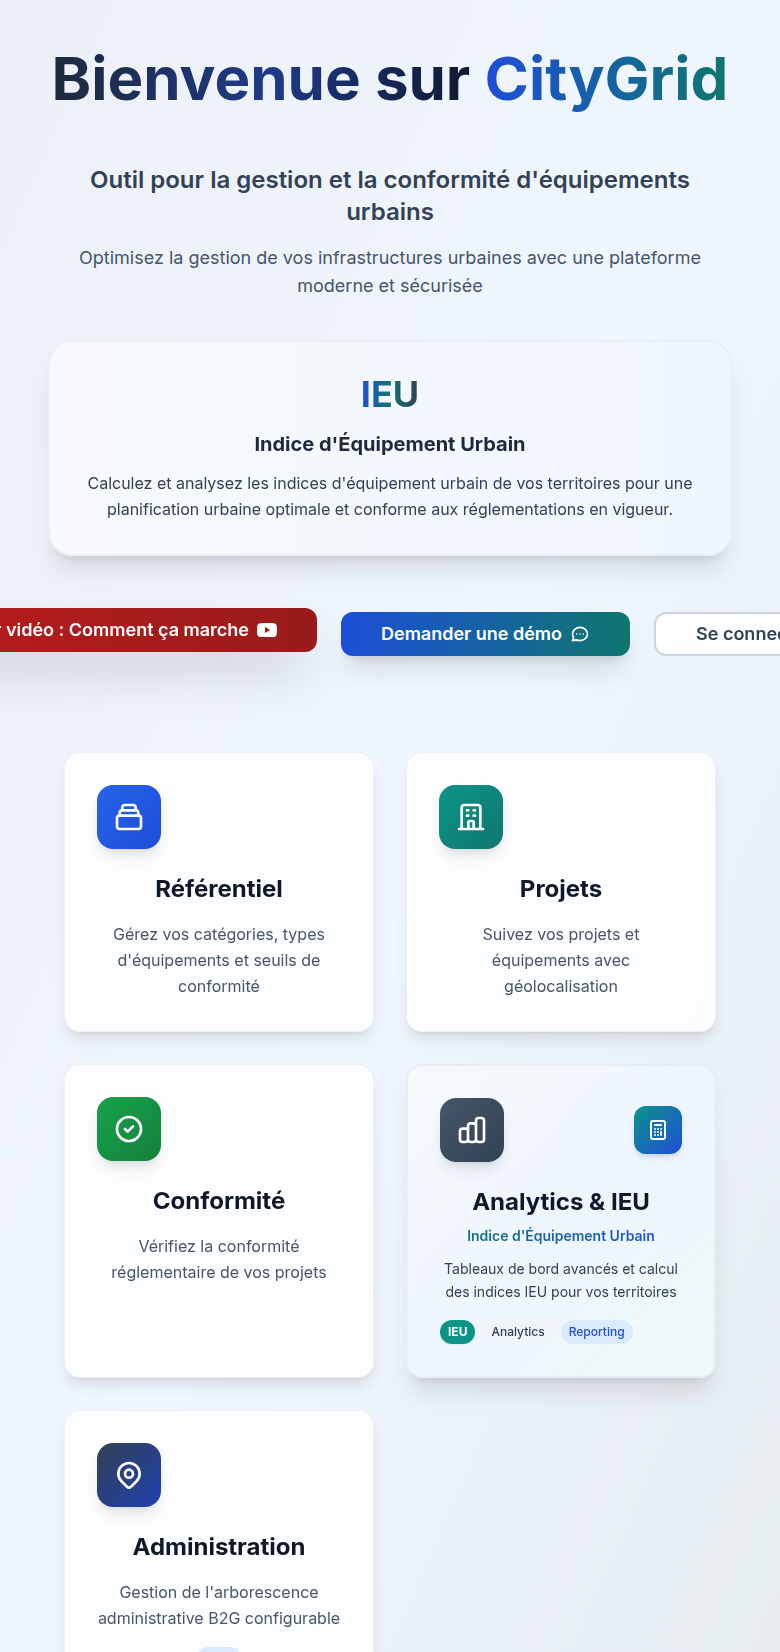 Bienvenue sur CityGrid
Outil pour la gestion et la conformité d'équipements
urbains
Optimisez la gestion de vos infrastructures urbaines avec une plateforme
moderne et sécurisée
IEU
Indice d'Équipement Urbain
Calculez et analysez les indices d'équipement urbain de vos territoires pour une
planification urbaine optimale et conforme aux réglementations en vigueur.
vidéo : Comment ça marche
Demander une démo
Se
Référentiel
Gérez vos catégories, types
d'équipements et seuils de
conformité
Projets
Suivez vos projets et
équipements avec
géolocalisation
Conformité
Vérifiez la conformité
réglementaire de vos projets
Analytics & IEU
Indice d'Équipement Urbain
Tableaux de bord avancés et calcul
des indices IEU pour vos territoires
IEU Analytics Reporting
Administration
Gestion de l'arborescence
administrative B2G configurable